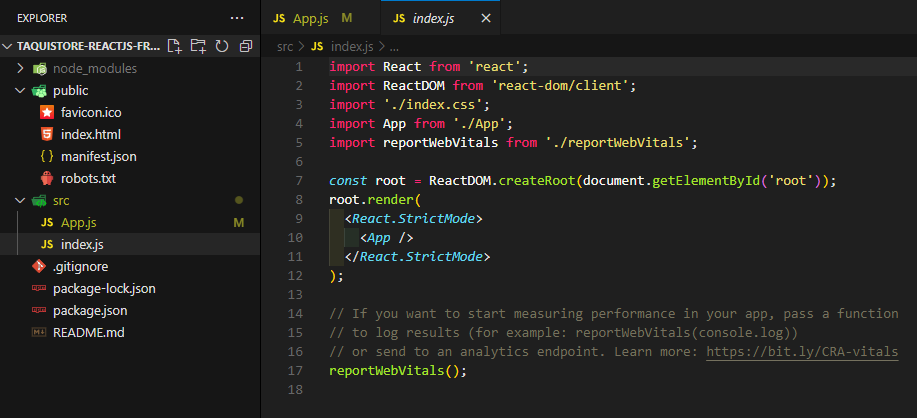 EXPLORER
TAQUISTORE-REACTJS-FR...
node_modules
public
favicon.ico
index.html
manifest.json
robots.txt
src
JS App.js M
JS index.js
.gitignore
package-lock.json
package.json
README.md
JS App.js M
JS index.js
src > JS index.js > ...
1 import React from 'react';
2 import ReactDOM from 'react-dom/client';
3 import './index.css';
4 import App from './App';
5 import reportWebVitals from './reportWebVitals';
6
7 const root = ReactDOM.createRoot(document.getElementById('root'));
8 root.render(
9 <React.StrictMode>
10 <App />
11 </React.StrictMode>
12 );
13
14 // If you want to start measuring performance in your app, pass a function
15 // to log results (for example: reportWebVitals(console.log))
16 // or send to an analytics endpoint. Learn more: https://bit.ly/CRA-vitals
17 reportWebVitals();
18